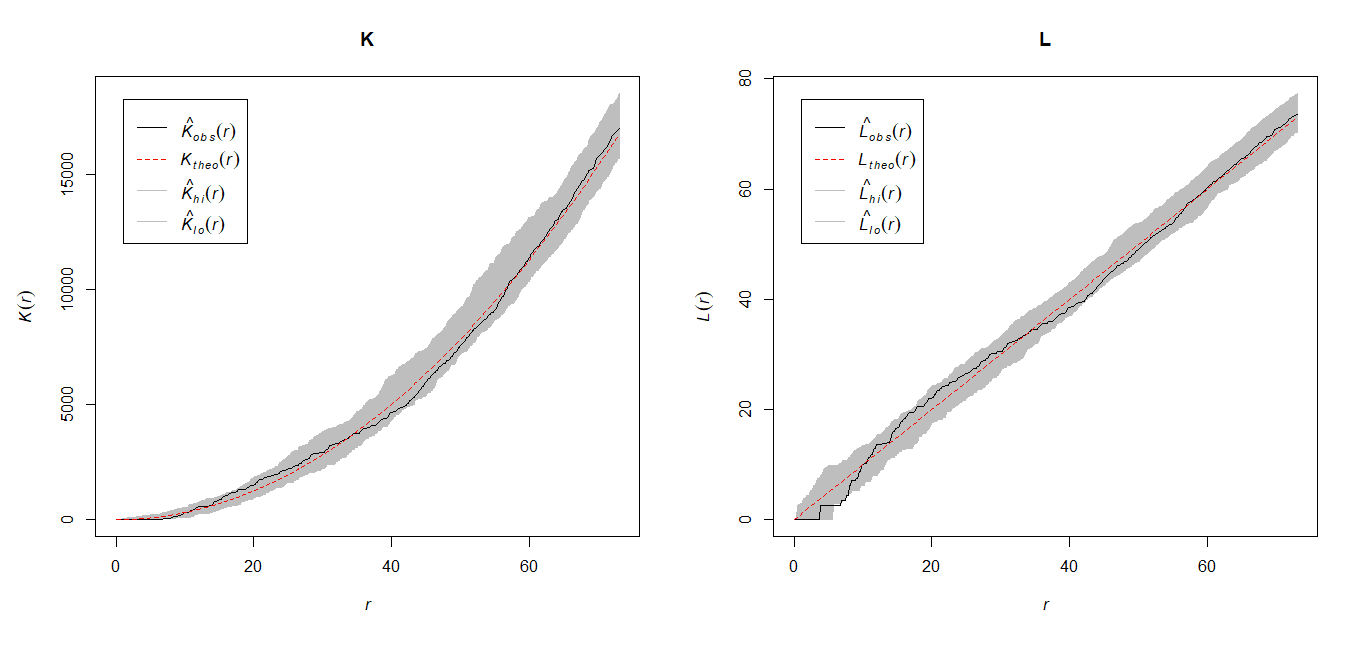 K
K̂obs(r)
Ktheo(r)
K̂hi(r)
K̂lo(r)
K(r)
0
5000
10000
15000
0
20
40
60
r
L
L̂obs(r)
Ltheo(r)
L̂hi(r)
L̂lo(r)
L(r)
0
20
40
60
80
0
20
40
60
r